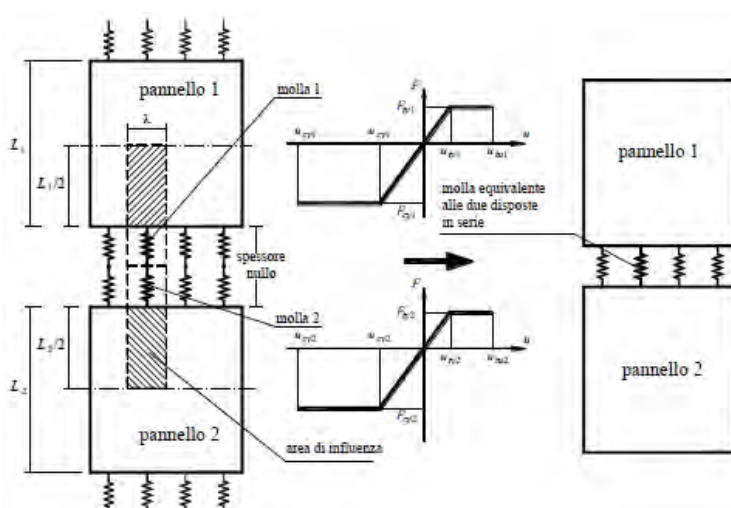 pannello 1
molla 1
λ
L₁
L₁/2
spessore
nullo
molla 2
L₂/2
L₂
pannello 2
area di influenza
F
Fty1
ucy1
u
uty1
utu1
Fcy1
F
Fty2
ucy2
u
utu2
Fcy2
pannello 1
molla equivalente
alle due disposte
in serie
pannello 2